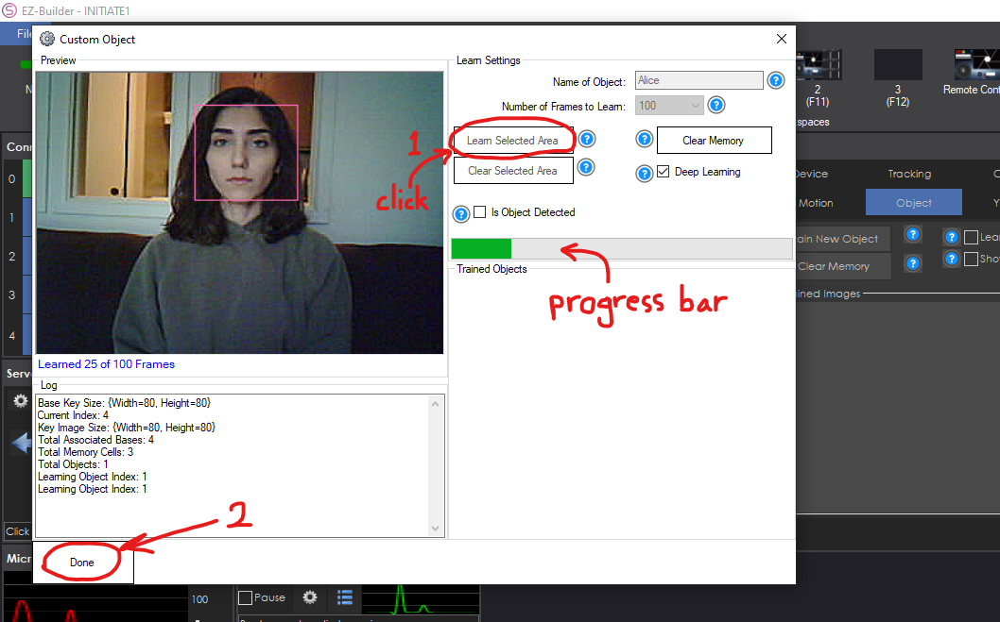 EZ-Builder - INITIATE1
File
Custom Object
Preview
Learn Settings
Name of Object:
Alice
Number of Frames to Learn:
100
1
Learn Selected Area
Clear Memory
click
Clear Selected Area
Deep Learning
Is Object Detected
progress bar
Trained Objects
Learned 25 of 100 Frames
Log
Base Key Size: {Width=80, Height=80}
Current Index: 4
Key Image Size: {Width=80, Height=80}
Total Associated Bases: 4
Total Memory Cells: 3
Total Objects: 1
Learning Object Index: 1
Learning Object Index: 1
2
Done
2
(F11)
3
(F12)
Remote Cont
spaces
Device
Tracking
C
Motion
Object
Y
ain New Object
Lea
Clear Memory
Sho
ined Images
N
Conn
0
1
2
3
4
Serv
Click
Micr
100
Pause